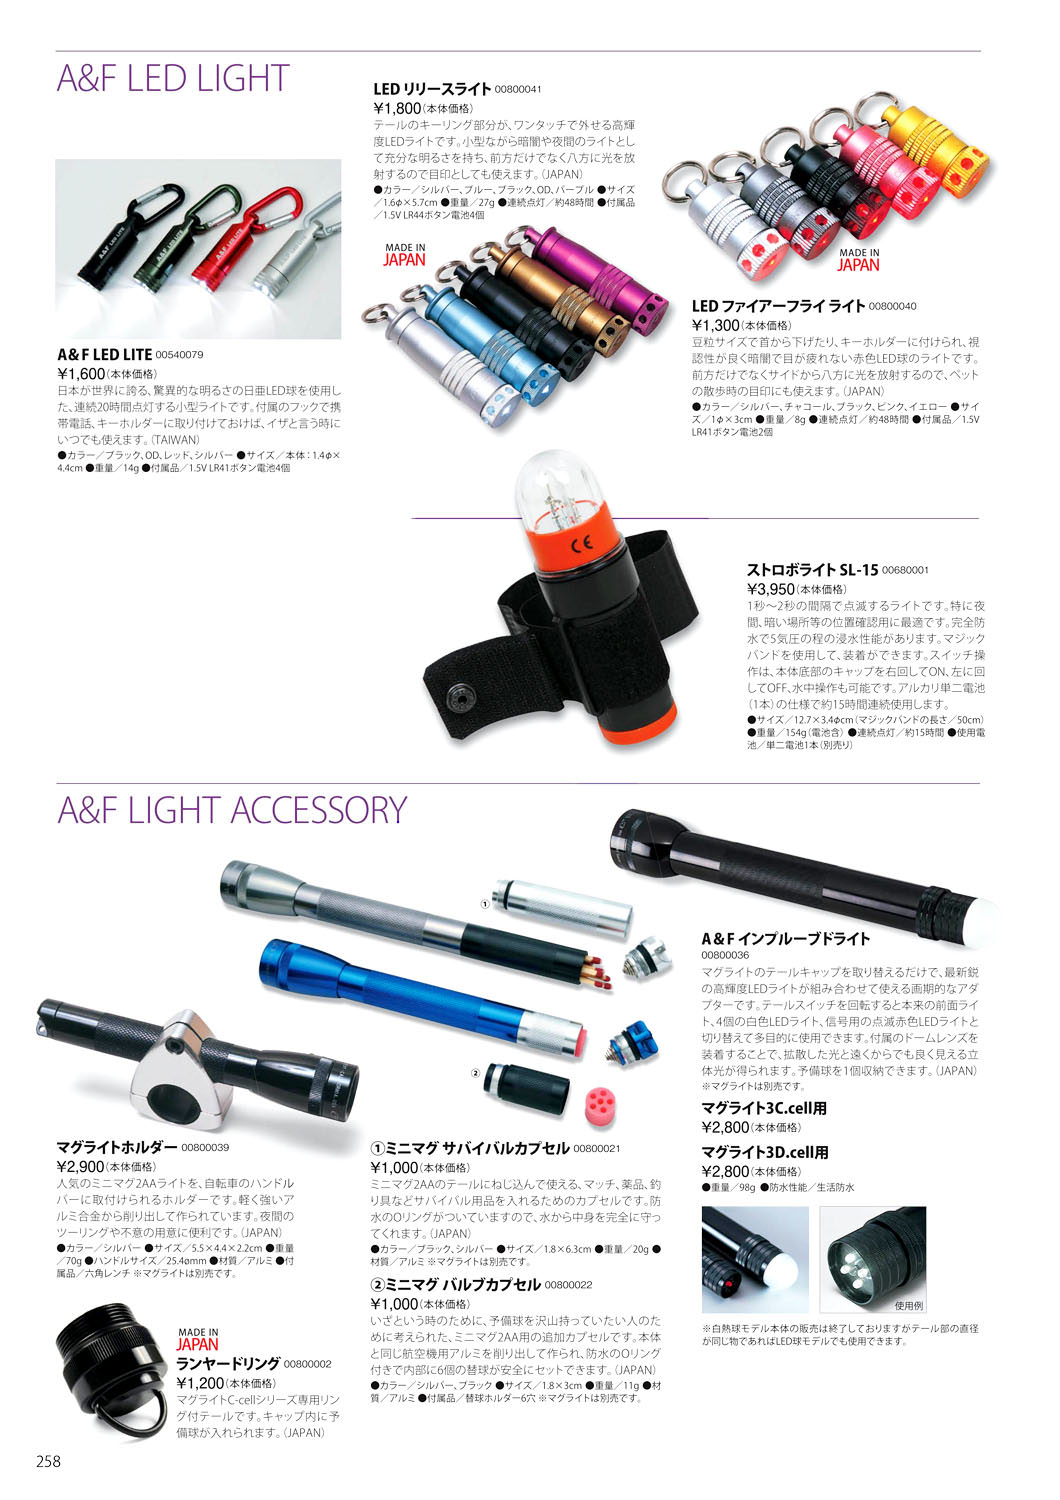 A&F LED LIGHT
A&F LED LITE 00540079
¥1,600(本体価格)
日本が世界に誇る、驚異的な明るさの日亜LED球を使用し
た、連続20時間点灯する小型ライトです。付属のフックで携
帯電話、キーホルダーに取り付けておけば、イザと言う時に
いつでも使えます。(TAIWAN)
●カラー／ブラック、OD、レッド、シルバー ●サイズ／本体：1.4φ×
4.4cm ●重量／14g ●付属品／1.5V LR41ボタン電池4個
LED リリースライト 00800041
¥1,800(本体価格)
テールのキーリング部分が、ワンタッチで外せる高輝
度LEDライトです。小型ながら暗闇や夜間のライトとし
て充分な明るさを持ち、前方だけでなく八方に光を放
射するので目印としても使えます。(JAPAN)
●カラー／シルバー、ブルー、ブラック、OD、パープル ●サイズ
／1.6φ×5.7cm ●重量／27g ●連続点灯／約48時間 ●付属品
／1.5V LR44ボタン電池4個
MADE IN
JAPAN
MADE IN
JAPAN
LED ファイアーフライ ライト 00800040
¥1,300(本体価格)
豆粒サイズで首から下げたり、キーホルダーに付けられ、視
認性が良く暗闇で目が疲れない赤色LED球のライトです。
前方だけでなくサイドから八方に光を放射するので、ペット
の散歩時の目印にも使えます。(JAPAN)
●カラー／シルバー、チャコール、ブラック、ピンク、イエロー ●サイ
ズ／1φ×3cm ●重量／8g ●連続点灯／約48時間 ●付属品／1.5V
LR41ボタン電池2個
CE
ストロボライト SL-15 00680001
¥3,950(本体価格)
1秒〜2秒の間隔で点滅するライトです。特に夜
間、暗い場所等の位置確認用に最適です。完全防
水で5気圧の程の浸水性能があります。マジック
バンドを使用して、装着ができます。スイッチ操
作は、本体底部のキャップを右回してON、左に回
してOFF、水中操作も可能です。アルカリ単二電池
(1本)の仕様で約15時間連続使用します。
●サイズ／12.7×3.4φcm(マジックバンドの長さ／50cm)
●重量／154g(電池含) ●連続点灯／約15時間 ●使用電
池／単二電池1本(別売り)
A&F LIGHT ACCESSORY
①
②
マグライトホルダー 00800039
¥2,900(本体価格)
人気のミニマグ2AAライトを、自転車のハンドル
バーに取付けられるホルダーです。軽く強いア
ルミ合金から削り出して作られています。夜間の
ツーリングや不意の用意に便利です。(JAPAN)
●カラー／シルバー ●サイズ／5.5×4.4×2.2cm ●重量
／70g ●ハンドルサイズ／25.4ømm ●材質／アルミ ●付
属品／六角レンチ ※マグライトは別売です。
MADE IN
JAPAN
ランヤードリング 00800002
¥1,200(本体価格)
マグライトC-cellシリーズ専用リン
グ付テールです。キャップ内に予
備球が入れられます。(JAPAN)
①ミニマグ サバイバルカプセル 00800021
¥1,000(本体価格)
ミニマグ2AAのテールにねじ込んで使える、マッチ、薬品、釣
り具などサバイバル用品を入れるためのカプセルです。防
水のOリングがついていますので、水から中身を完全に守っ
てくれます。(JAPAN)
●カラー／ブラック、シルバー ●サイズ／1.8×6.3cm ●重量／20g ●
材質／アルミ ※マグライトは別売です。
②ミニマグ バルブカプセル 00800022
¥1,000(本体価格)
いざという時のために、予備球を沢山持っていたい人のた
めに考えられた、ミニマグ2AA用の追加カプセルです。本体
と同じ航空機用アルミを削り出して作られ、防水のOリング
付きで内部に6個の替球が安全にセットできます。(JAPAN)
●カラー／シルバー、ブラック ●サイズ／1.8×3cm ●重量／11g ●材
質／アルミ ●付属品／替球ホルダー6穴 ※マグライトは別売です。
A&F インプルーブドライト
00800036
マグライトのテールキャップを取り替えるだけで、最新鋭
の高輝度LEDライトが組み合わせて使える画期的なアダ
プターです。テールスイッチを回転すると本来の前面ライ
ト、4個の白色LEDライト、信号用の点滅赤色LEDライトと
切り替えて多目的に使用できます。付属のドームレンズを
装着することで、拡散した光と遠くからでも良く見える立
体光が得られます。予備球を1個収納できます。(JAPAN)
※マグライトは別売です。
マグライト3C.cell用
¥2,800(本体価格)
マグライト3D.cell用
¥2,800(本体価格)
●重量／98g ●防水性能／生活防水
使用例
※白熱球モデル本体の販売は終了しておりますがテール部の直径
が同じ物であればLED球モデルでも使用できます。
258